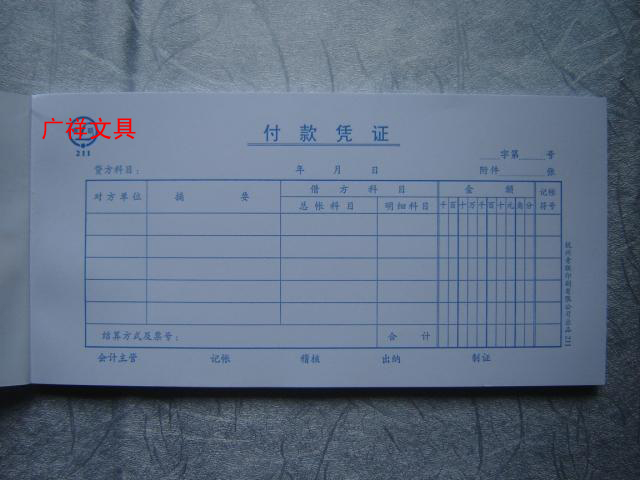 广祥文具
211
付款凭证
字第 号
贷方科目: 年 月 日 附件 张
对方单位 摘要 借方科目 金额 记帐符号
总帐科目 明细科目 千百十万千百十元角分
结算方式及票号: 合计
会计主管 记帐 稽核 出纳 制证